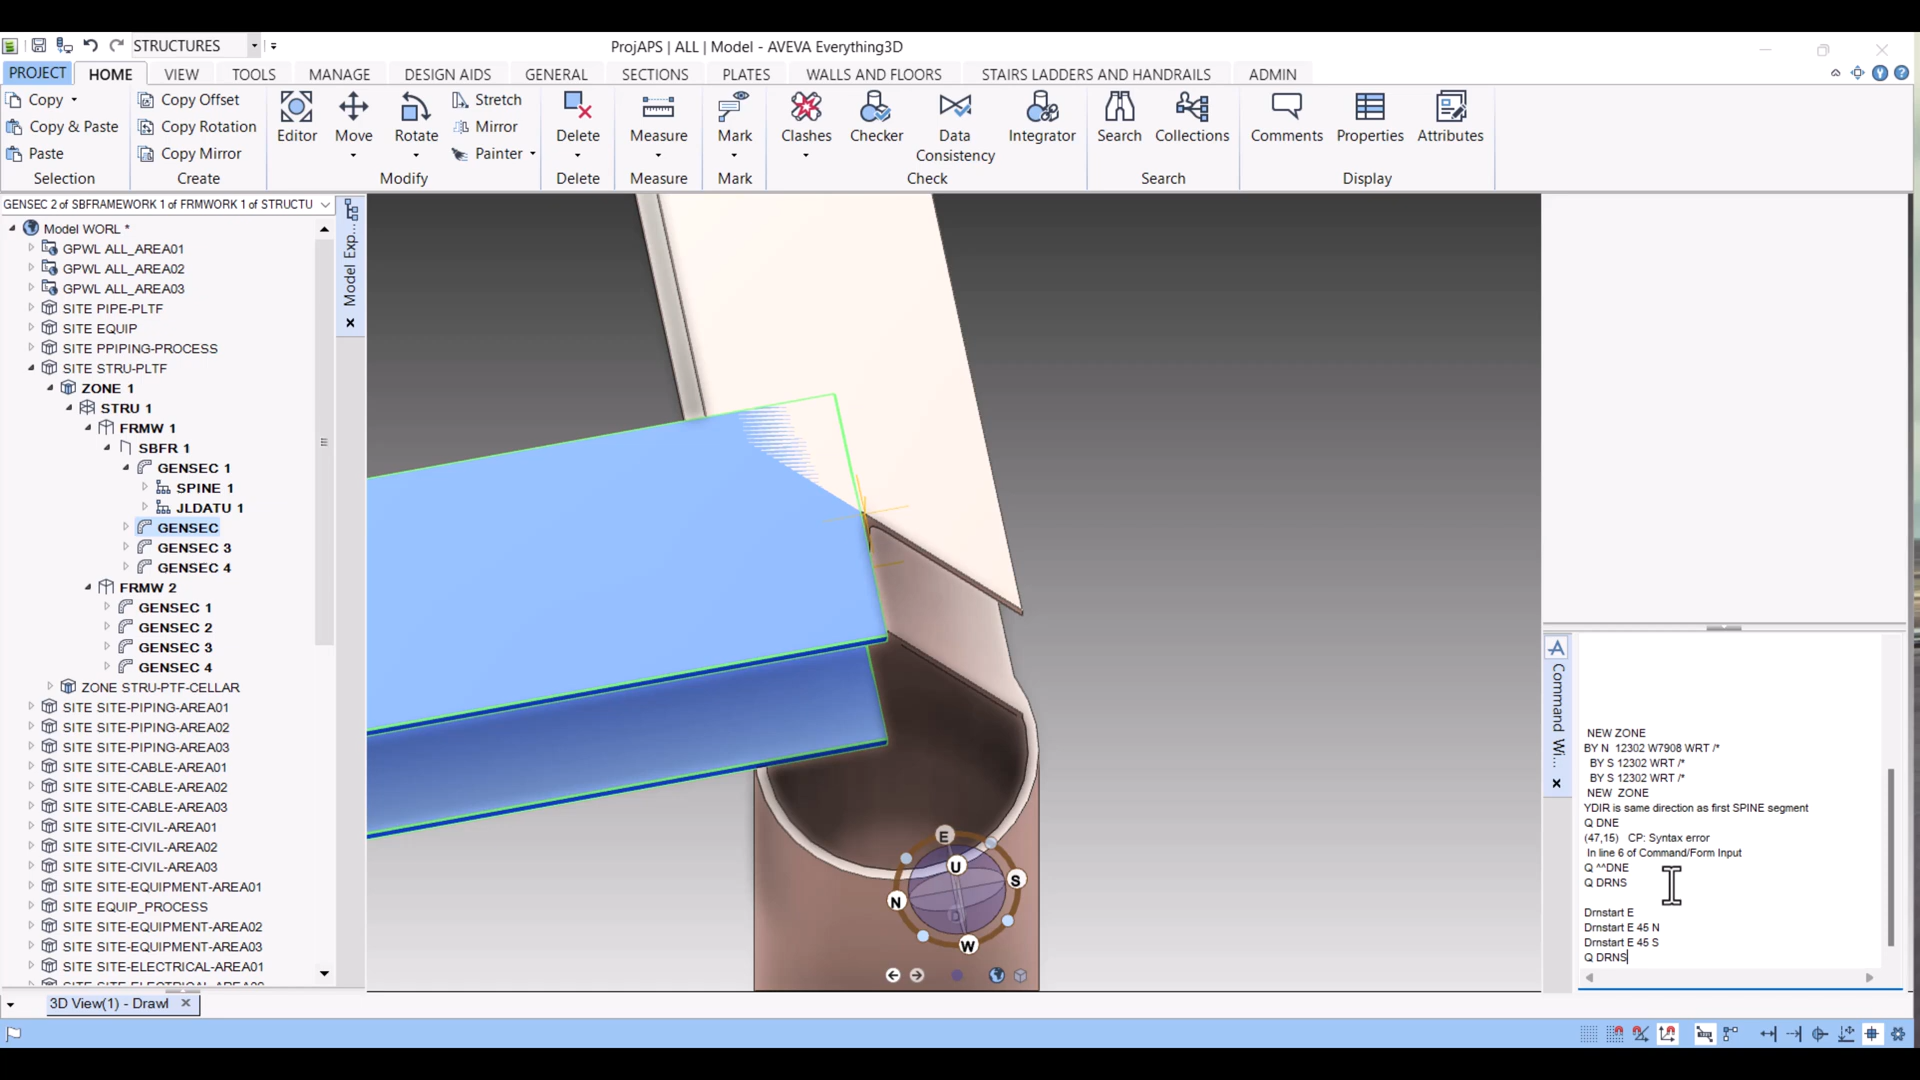 STRUCTURES
ProjAPS | ALL | Model - AVEVA Everything3D
PROJECT
HOME
VIEW
TOOLS
MANAGE
DESIGN AIDS
GENERAL
SECTIONS
PLATES
WALLS AND FLOORS
STAIRS LADDERS AND HANDRAILS
ADMIN
Copy
Copy & Paste
Paste
Selection
Copy Offset
Copy Rotation
Copy Mirror
Create
Editor
Move
Rotate
Stretch
Mirror
Painter
Modify
Delete
Delete
Measure
Measure
Mark
Mark
Clashes
Checker
Data
Consistency
Integrator
Check
Search
Collections
Search
Comments
Properties
Attributes
Display
GENSEC 2 of SBFRAMEWORK 1 of FRMWORK 1 of STRUCTU
Model WORL *
GPWL ALL_AREA01
GPWL ALL_AREA02
GPWL ALL_AREA03
SITE PIPE-PLTF
SITE EQUIP
SITE PPIPING-PROCESS
SITE STRU-PLTF
ZONE 1
STRU 1
FRMW 1
SBFR 1
GENSEC 1
SPINE 1
JLDATU 1
GENSEC
GENSEC 3
GENSEC 4
FRMW 2
GENSEC 1
GENSEC 2
GENSEC 3
GENSEC 4
ZONE STRU-PTF-CELLAR
SITE SITE-PIPING-AREA01
SITE SITE-PIPING-AREA02
SITE SITE-PIPING-AREA03
SITE SITE-CABLE-AREA01
SITE SITE-CABLE-AREA02
SITE SITE-CABLE-AREA03
SITE SITE-CIVIL-AREA01
SITE SITE-CIVIL-AREA02
SITE SITE-CIVIL-AREA03
SITE SITE-EQUIPMENT-AREA01
SITE EQUIP_PROCESS
SITE SITE-EQUIPMENT-AREA02
SITE SITE-EQUIPMENT-AREA03
SITE SITE-ELECTRICAL-AREA01
Model Exp...
E
U
S
N
W
Command Wi...
NEW ZONE
BY N 12302 W7908 WRT /*
BY S 12302 WRT /*
BY S 12302 WRT /*
NEW ZONE
YDIR is same direction as first SPINE segment
Q DNE
(47,15) CP: Syntax error
In line 6 of Command/Form Input
Q ^^DNE
Q DRNS
Drnstart E
Drnstart E 45 N
Drnstart E 45 S
Q DRNS
3D View(1) - Drawl